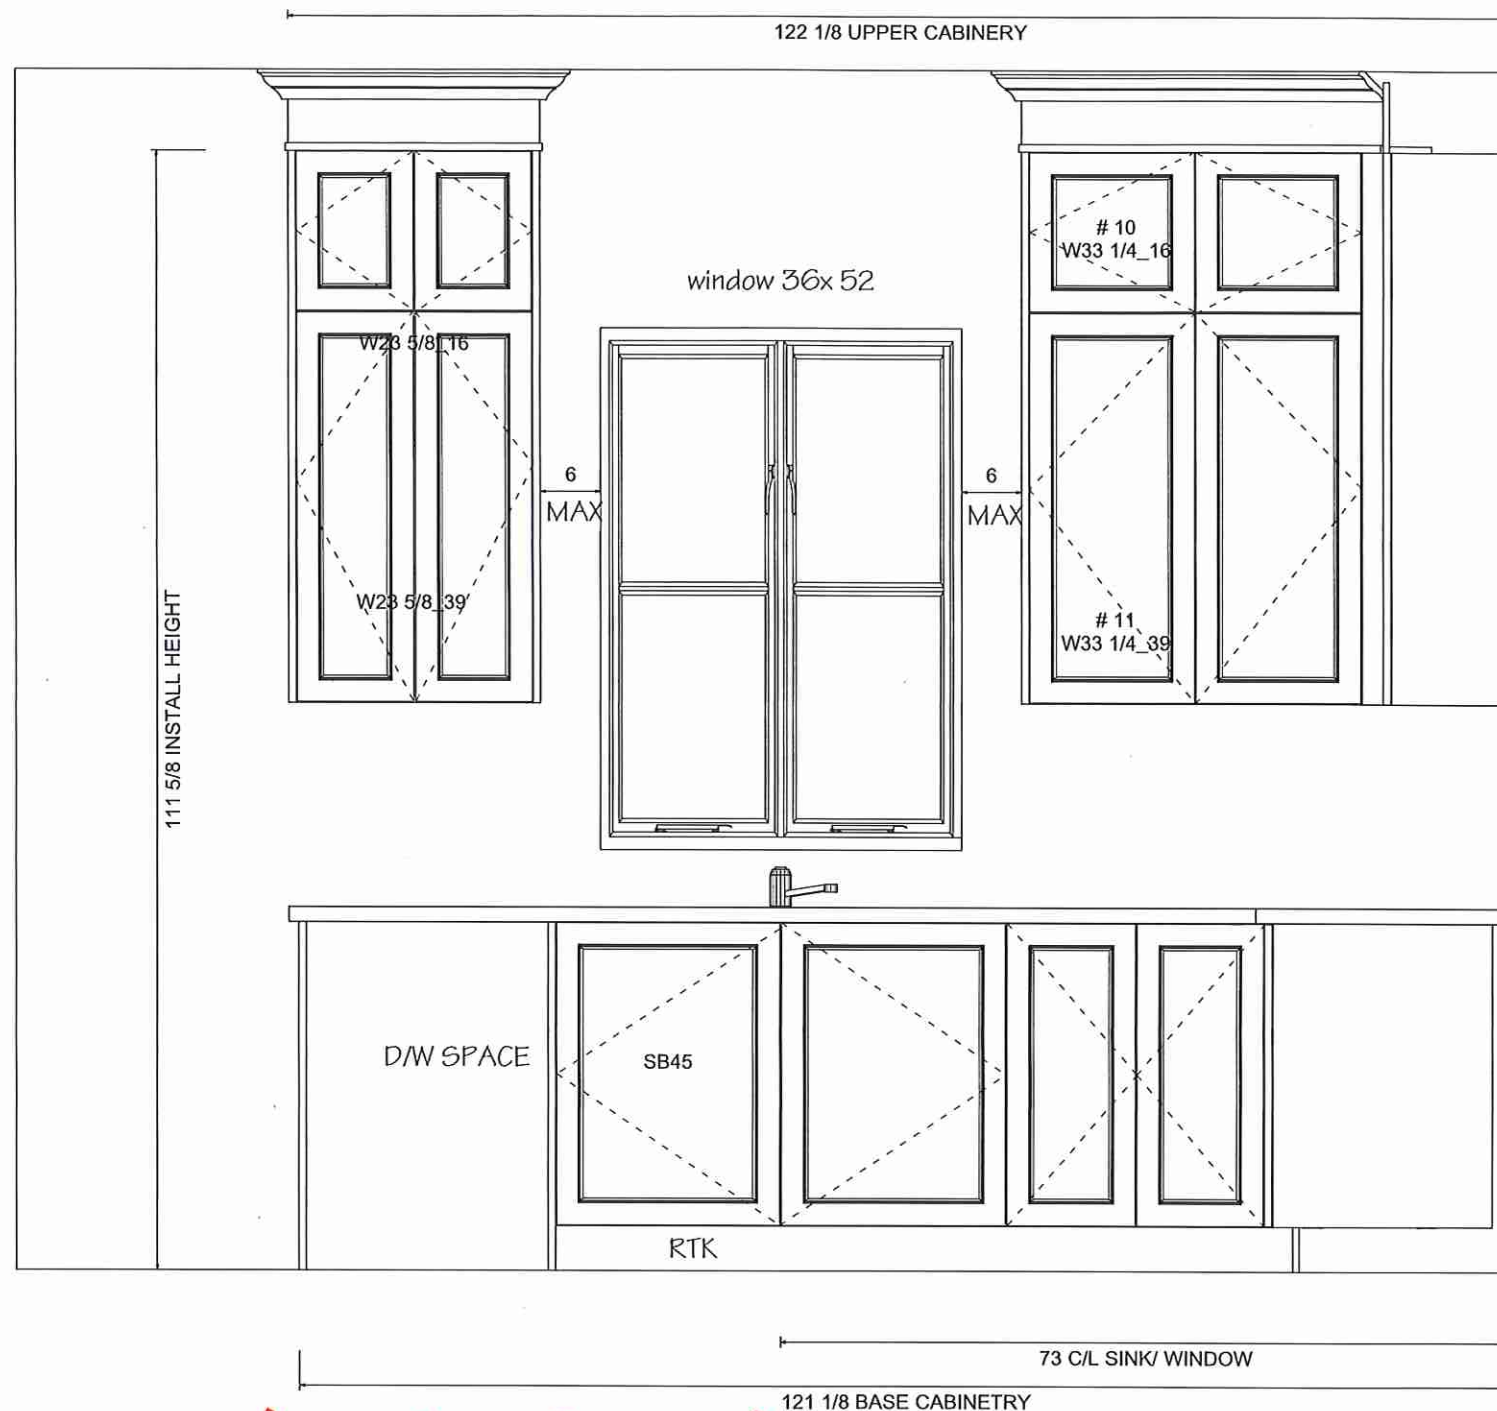 122 1/8 UPPER CABINERY
# 10
W33 1/4_16
window 36x 52
W23 5/8_16
6
MAX
6
MAX
W23 5/8_39
# 11
W33 1/4_39
111 5/8 INSTALL HEIGHT
D/W SPACE
SB45
RTK
73 C/L SINK/ WINDOW
121 1/8 BASE CABINETRY